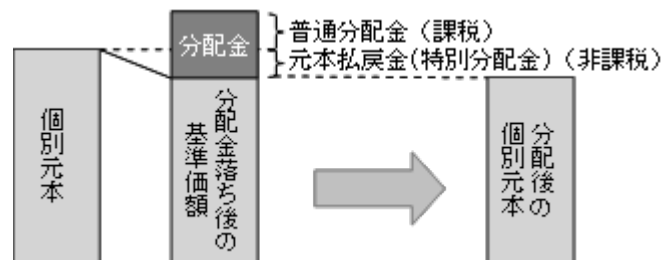 分配金
普通分配金（課税）
元本払戻金(特別分配金)（非課税）
個別元本
分配金落ち後の
基準価額
分配後の
個別元本